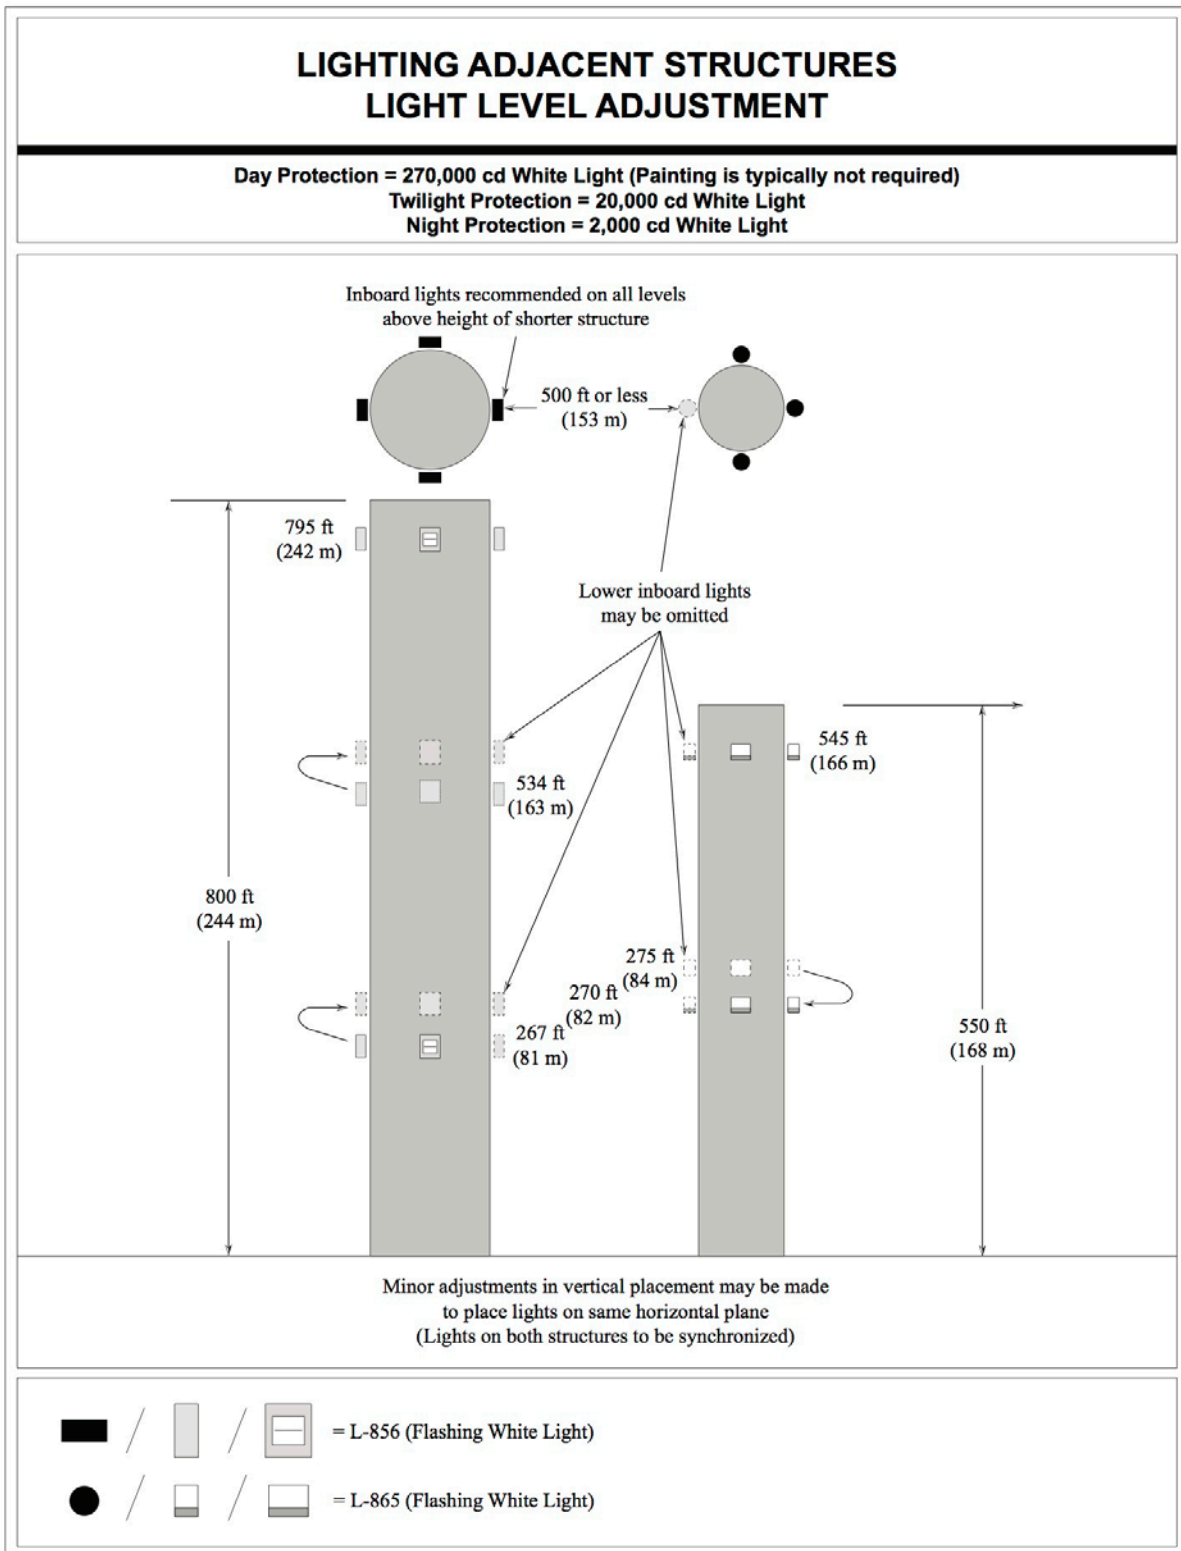 LIGHTING ADJACENT STRUCTURES
LIGHT LEVEL ADJUSTMENT
Day Protection = 270,000 cd White Light (Painting is typically not required)
Twilight Protection = 20,000 cd White Light
Night Protection = 2,000 cd White Light
Inboard lights recommended on all levels
above height of shorter structure
500 ft or less
(153 m)
795 ft
(242 m)
Lower inboard lights
may be omitted
545 ft
(166 m)
534 ft
(163 m)
800 ft
(244 m)
275 ft
(84 m)
270 ft
(82 m)
267 ft
(81 m)
550 ft
(168 m)
Minor adjustments in vertical placement may be made
to place lights on same horizontal plane
(Lights on both structures to be synchronized)
= L-856 (Flashing White Light)
= L-865 (Flashing White Light)